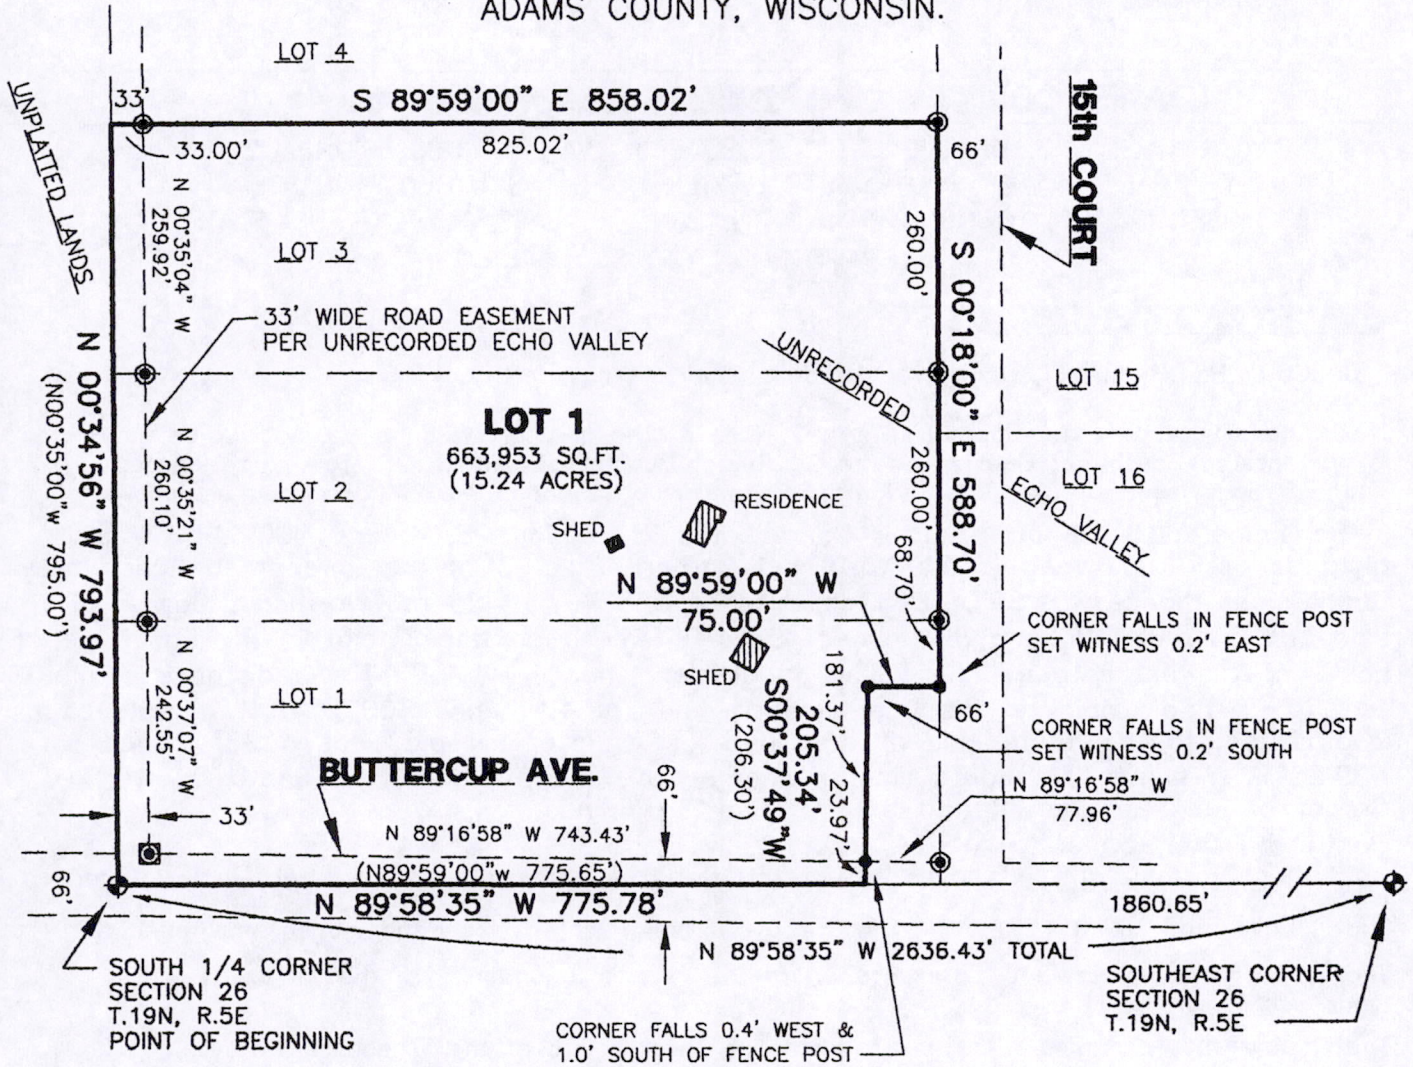 ADAMS COUNTY, WISCONSIN.
LOT 4
33'
S 89°59'00" E 858.02'
33.00'
825.02'
66'
15th COURT
UNPLATTED LANDS
N 00°35'04" W
259.92'
LOT 3
260.00'
S 00°18'00" E 588.70'
33' WIDE ROAD EASEMENT
PER UNRECORDED ECHO VALLEY
UNRECORDED
LOT 15
N 00°34'56" W 793.97'
(N00°35'00"W 795.00')
LOT 1
663,953 SQ.FT.
(15.24 ACRES)
N 00°35'21" W
260.10'
LOT 2
260.00'
LOT 16
ECHO VALLEY
RESIDENCE
SHED
N 89°59'00" W
75.00'
68.70'
CORNER FALLS IN FENCE POST
SET WITNESS 0.2' EAST
SHED
181.37'
N 00°37'07" W
242.55'
LOT 1
205.34'
S00°37'49"W
(206.30')
66'
CORNER FALLS IN FENCE POST
SET WITNESS 0.2' SOUTH
BUTTERCUP AVE.
66'
23.97'
N 89°16'58" W
77.96'
33'
N 89°16'58" W 743.43'
(N89°59'00"W 775.65')
N 89°58'35" W 775.78'
66'
1860.65'
N 89°58'35" W 2636.43' TOTAL
SOUTH 1/4 CORNER
SECTION 26
T.19N, R.5E
POINT OF BEGINNING
SOUTHEAST CORNER
SECTION 26
T.19N, R.5E
CORNER FALLS 0.4' WEST &
1.0' SOUTH OF FENCE POST